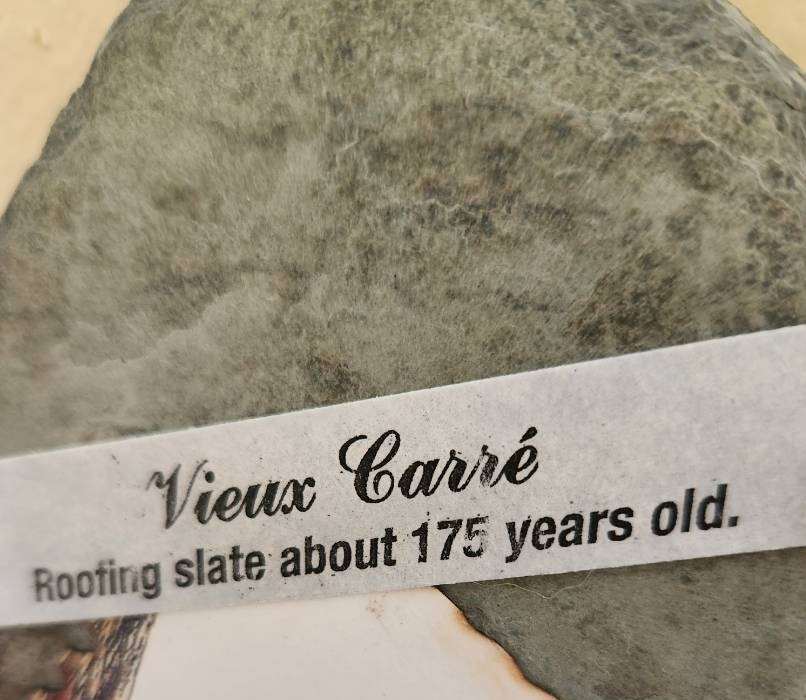 Vieux Carré
Roofing slate about 175 years old.